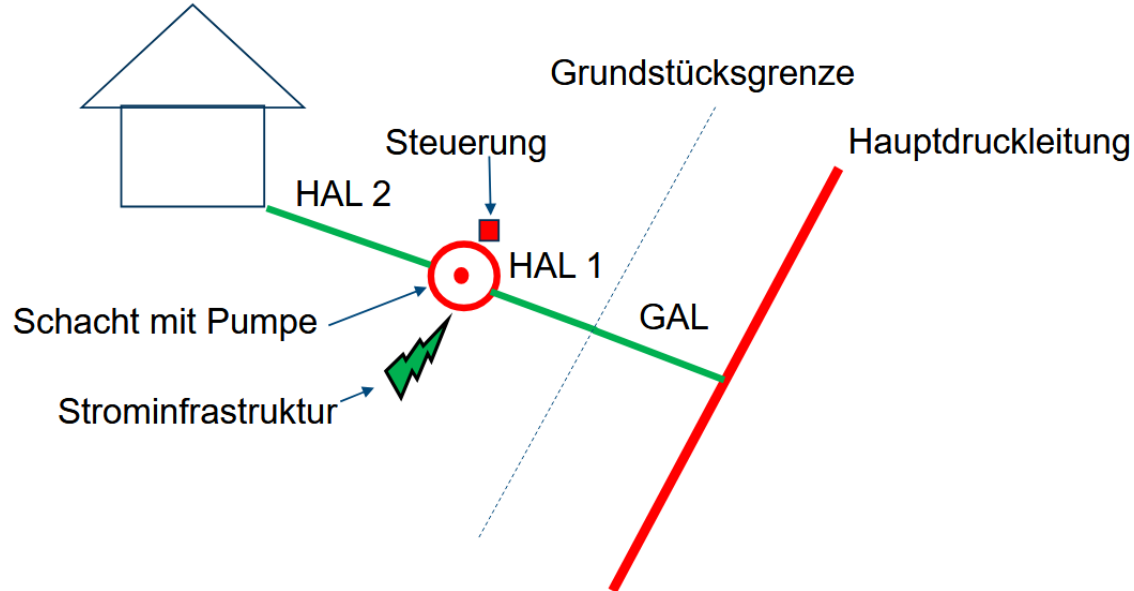 Grundstücksgrenze
Steuerung
Hauptdruckleitung
HAL 2
HAL 1
Schacht mit Pumpe
GAL
Strominfrastruktur